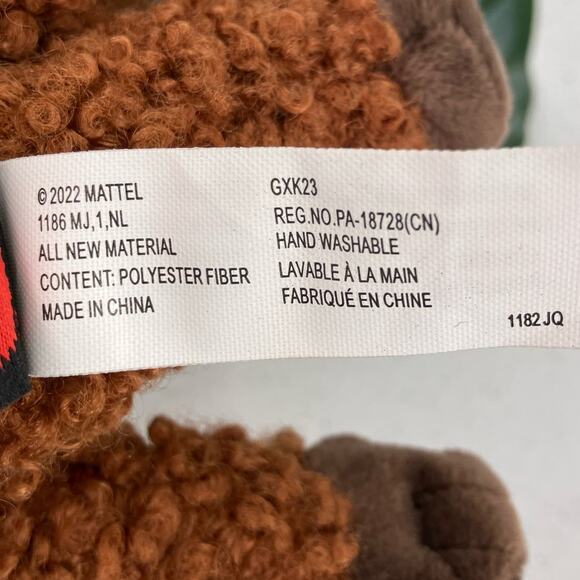 © 2022 MATTEL
1186 MJ,1,NL
ALL NEW MATERIAL
CONTENT: POLYESTER FIBER
MADE IN CHINA
GXK23
REG.NO.PA-18728(CN)
HAND WASHABLE
LAVABLE À LA MAIN
FABRIQUÉ EN CHINE
1182 JQ